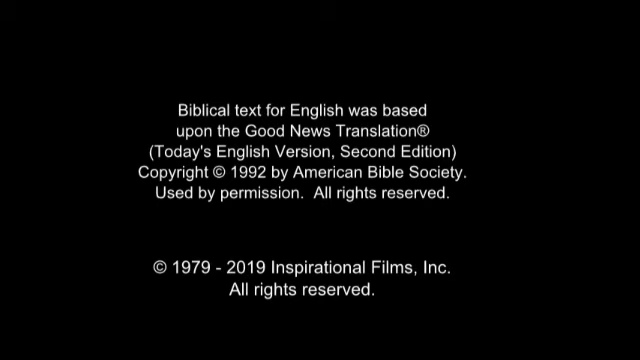 Biblical text for English was based
upon the Good News Translation®
(Today's English Version, Second Edition)
Copyright © 1992 by American Bible Society.
Used by permission.  All rights reserved.
© 1979 - 2019 Inspirational Films, Inc.
All rights reserved.